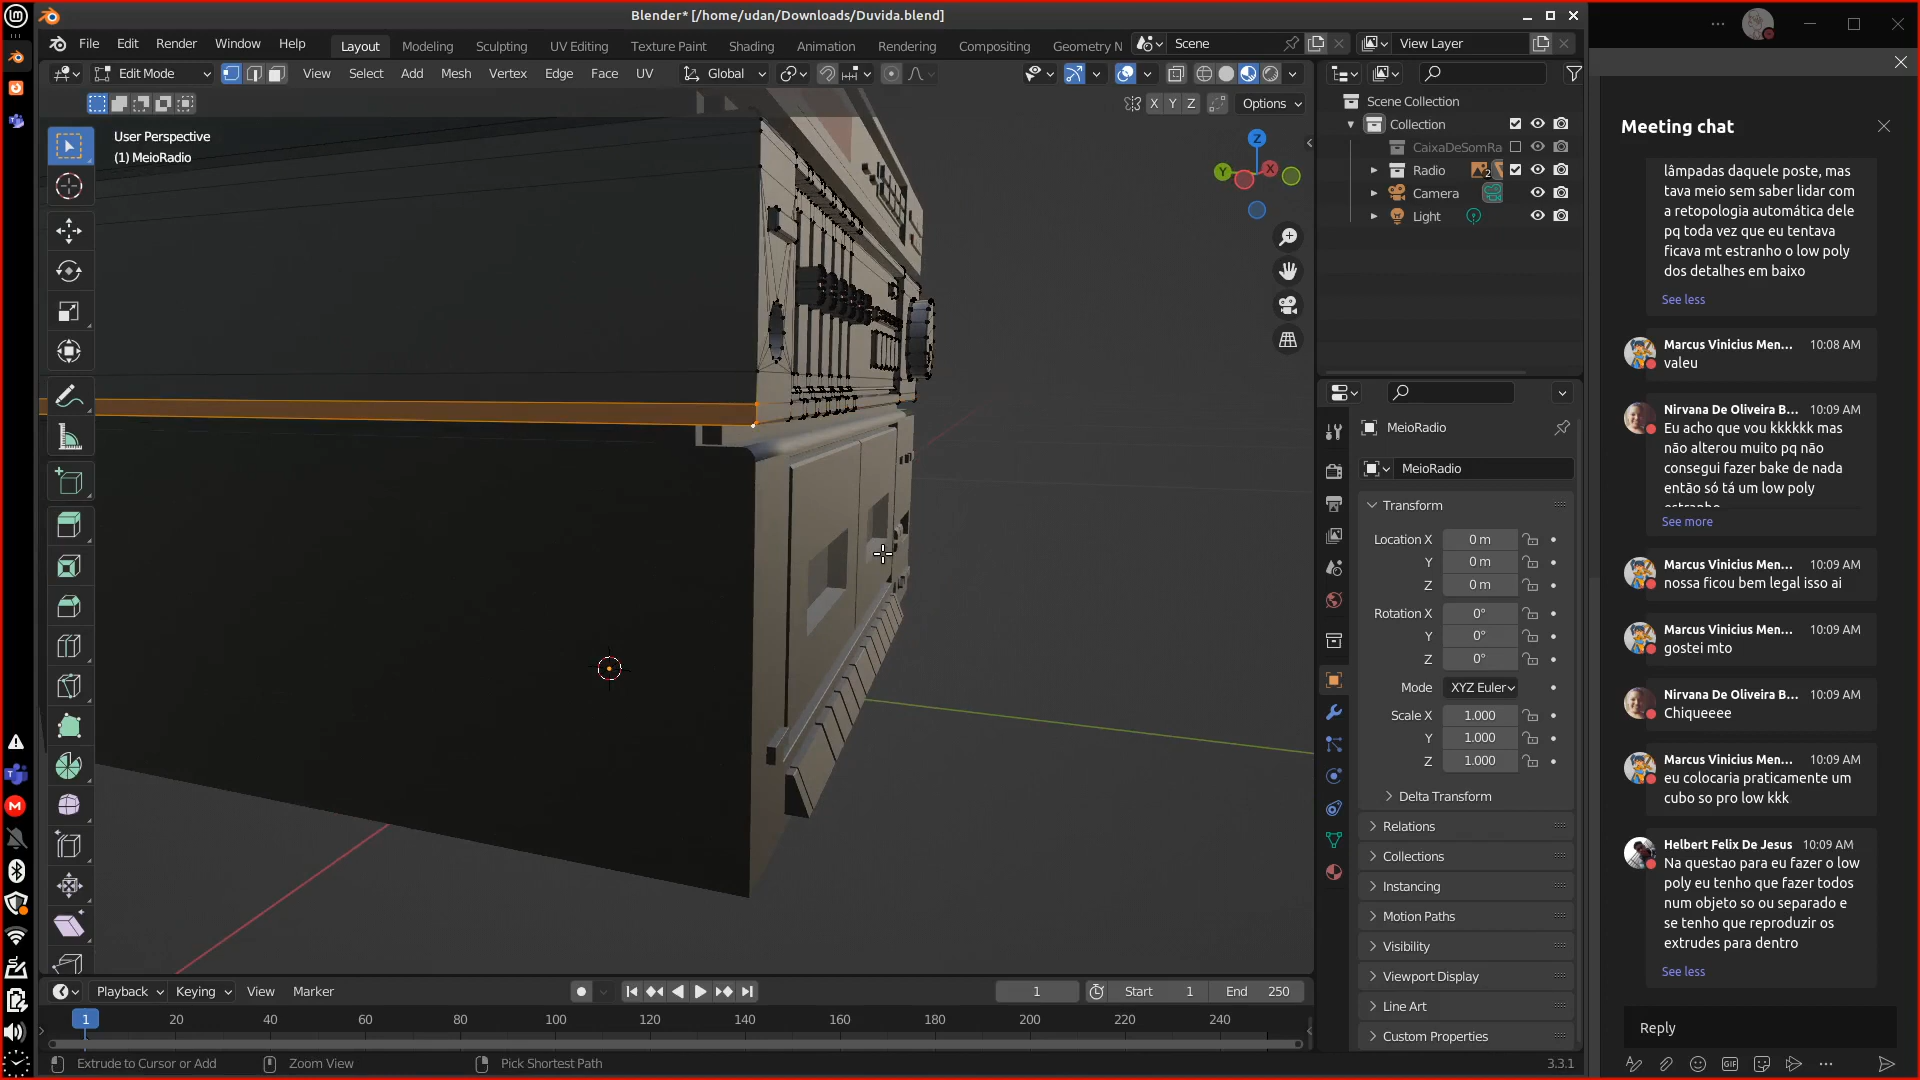 Blender* [/home/udan/Downloads/Duvida.blend]
File Edit Render Window Help
Layout Modeling Sculpting UV Editing Texture Paint Shading Animation Rendering Compositing Geometry N
Scene
View Layer
Edit Mode
View Select Add Mesh Vertex Edge Face UV
Global
X Y Z Options
User Perspective
(1) MeioRadio
Z
Y
X
Scene Collection
Collection
CaixaDeSomRa
Radio 2
Camera
Light
MeioRadio
MeioRadio
Transform
Location X 0 m
Y 0 m
Z 0 m
Rotation X 0°
Y 0°
Z 0°
Mode XYZ Euler
Scale X 1.000
Y 1.000
Z 1.000
Delta Transform
Relations
Collections
Instancing
Motion Paths
Visibility
Viewport Display
Line Art
Custom Properties
Playback Keying View Marker
1 Start 1 End 250
1 20 40 60 80 100 120 140 160 180 200 220 240
Extrude to Cursor or Add Zoom View Pick Shortest Path 3.3.1
Meeting chat
lâmpadas daquele poste, mas
tava meio sem saber lidar com
a retopologia automática dele
pq toda vez que eu tentava
ficava mt estranho o low poly
dos detalhes em baixo
See less
Marcus Vinicius Men... 10:08 AM
valeu
Nirvana De Oliveira B... 10:09 AM
Eu acho que vou kkkkkk mas
não alterou muito pq não
consegui fazer bake de nada
então só tá um low poly
estranho
See more
Marcus Vinicius Men... 10:09 AM
nossa ficou bem legal isso ai
Marcus Vinicius Men... 10:09 AM
gostei mto
Nirvana De Oliveira B... 10:09 AM
Chiqueeee
Marcus Vinicius Men... 10:09 AM
eu colocaria praticamente um
cubo so pro low kkk
Helbert Felix De Jesus 10:09 AM
Na questao para eu fazer o low
poly eu tenho que fazer todos
num objeto so ou separado e
se tenho que reproduzir os
extrudes para dentro
See less
Reply
GIF